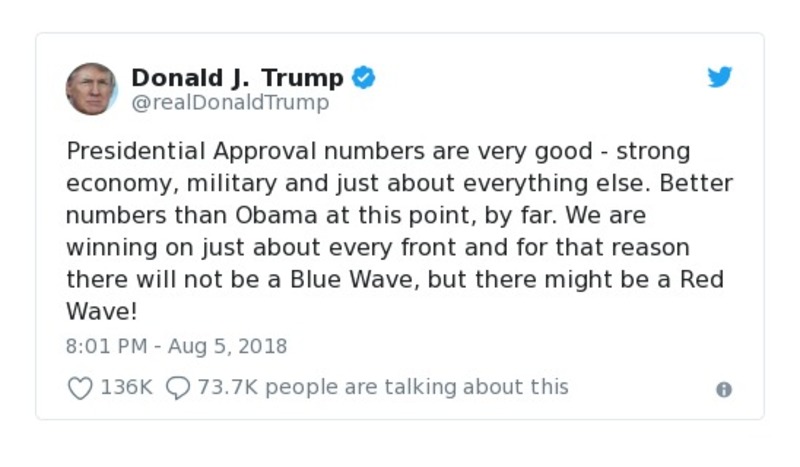 Donald J. Trump
@realDonaldTrump
Presidential Approval numbers are very good - strong
economy, military and just about everything else. Better
numbers than Obama at this point, by far. We are
winning on just about every front and for that reason
there will not be a Blue Wave, but there might be a Red
Wave!
8:01 PM - Aug 5, 2018
136K 73.7K people are talking about this